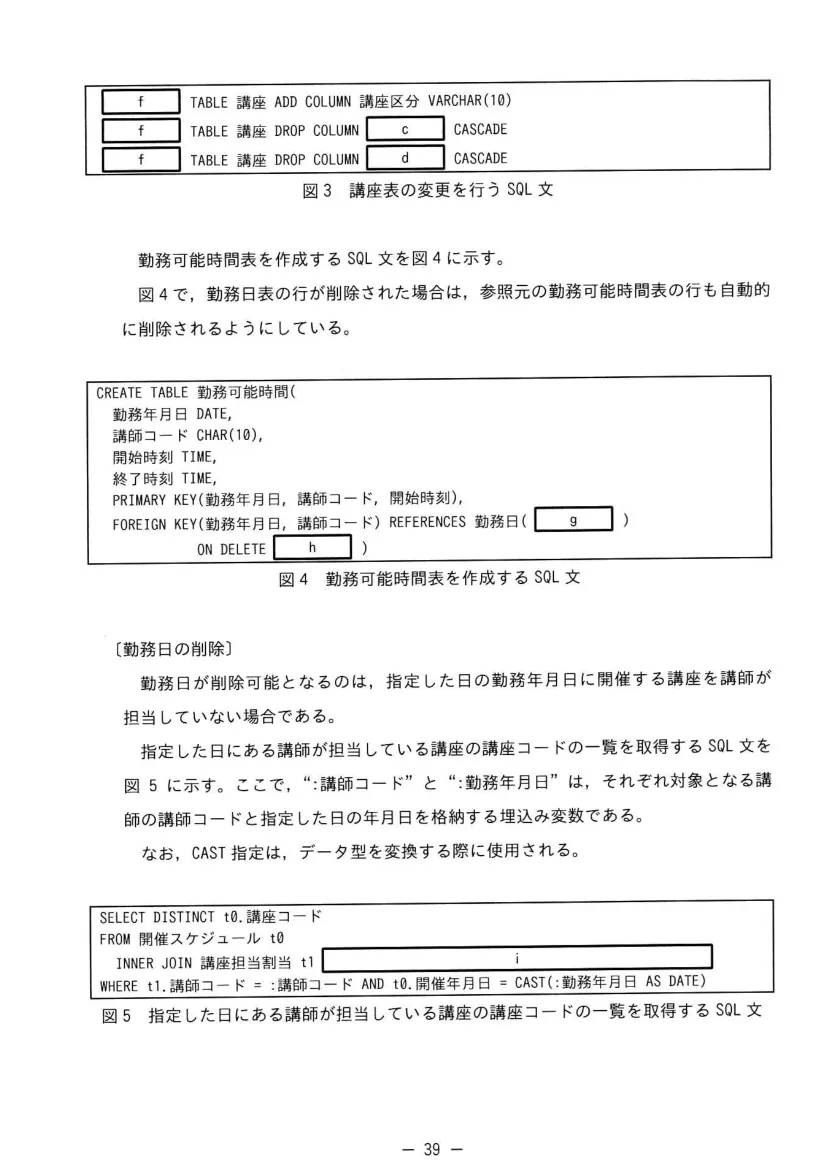 f TABLE 講座 ADD COLUMN 講座区分 VARCHAR(10)
f TABLE 講座 DROP COLUMN c CASCADE
f TABLE 講座 DROP COLUMN d CASCADE
図3 講座表の変更を行う SQL 文
勤務可能時間表を作成する SQL 文を図 4 に示す。
図 4 で，勤務日表の行が削除された場合は，参照元の勤務可能時間表の行も自動的
に削除されるようにしている。
CREATE TABLE 勤務可能時間(
勤務年月日 DATE,
講師コード CHAR(10),
開始時刻 TIME,
終了時刻 TIME,
PRIMARY KEY(勤務年月日, 講師コード, 開始時刻),
FOREIGN KEY(勤務年月日, 講師コード) REFERENCES 勤務日( g )
ON DELETE h )
図4 勤務可能時間表を作成する SQL 文
〔勤務日の削除〕
勤務日が削除可能となるのは，指定した日の勤務年月日に開催する講座を講師が
担当していない場合である。
指定した日にある講師が担当している講座の講座コードの一覧を取得する SQL 文を
図 5 に示す。ここで，“:講師コード” と “:勤務年月日” は，それぞれ対象となる講
師の講師コードと指定した日の年月日を格納する埋込み変数である。
なお，CAST 指定は，データ型を変換する際に使用される。
SELECT DISTINCT t0.講座コード
FROM 開催スケジュール t0
INNER JOIN 講座担当割当 t1 i
WHERE t1.講師コード = :講師コード AND t0.開催年月日 = CAST(:勤務年月日 AS DATE)
図5 指定した日にある講師が担当している講座の講座コードの一覧を取得する SQL 文
— 39 —